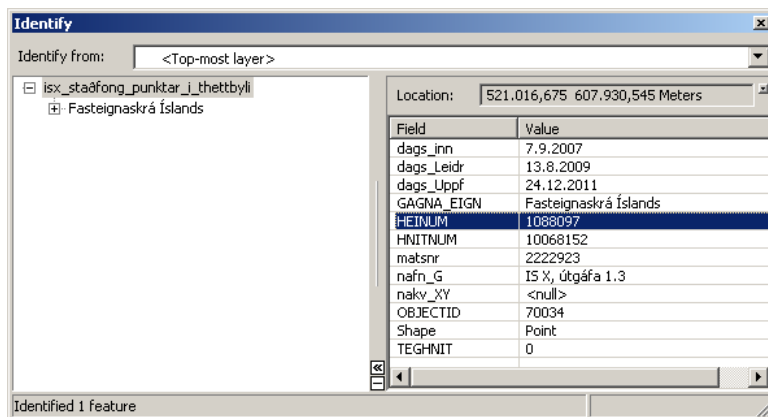 Identify
Identify from: <Top-most layer>
isx_staðfong_punktar_i_thettbyli
Fasteignaskrá Íslands
Location: 521.016,675 607.930,545 Meters
Field Value
dags_inn 7.9.2007
dags_Leidr 13.8.2009
dags_Uppf 24.12.2011
GAGNA_EIGN Fasteignaskrá Íslands
HEINUM 1088097
HNITNUM 10068152
matsnr 2222923
nafn_G IS X, útgáfa 1.3
nakv_XY <null>
OBJECTID 70034
Shape Point
TEGHNIT 0
Identified 1 feature